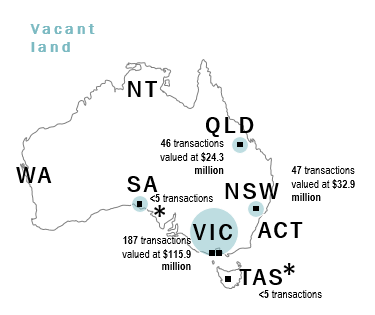 Vacant
land
NT
QLD
46 transactions
valued at $24.3
million
WA
47 transactions
valued at $32.9
million
SA
<5 transactions
*
NSW
VIC
ACT
187 transactions
valued at $115.9
million
TAS*
<5 transactions